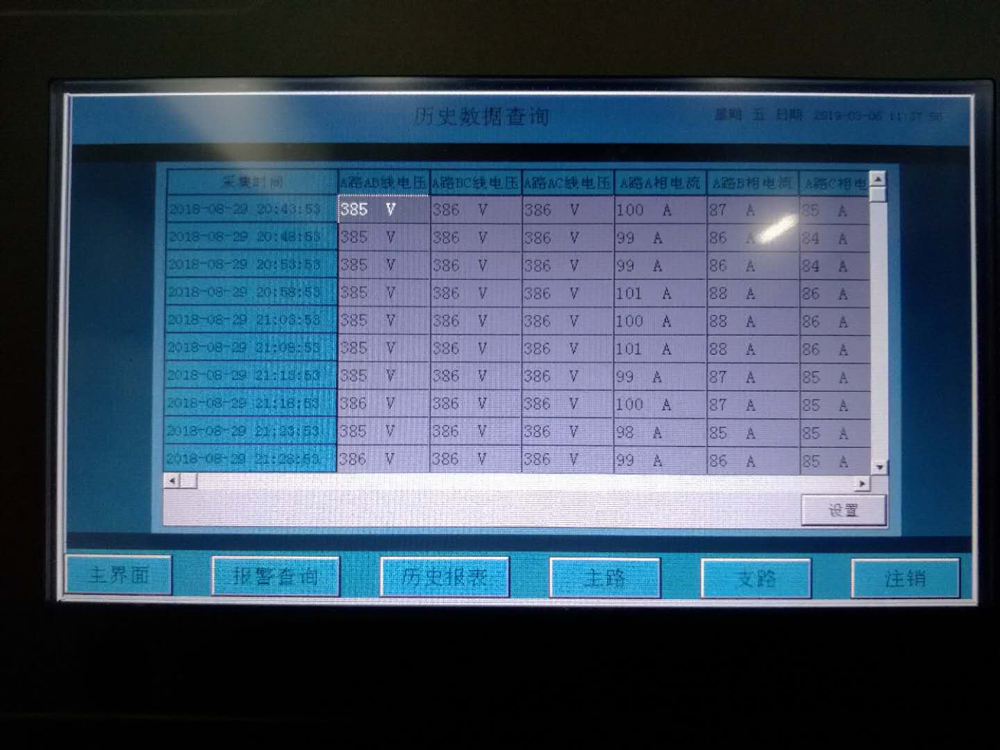 历史数据查询
星期 五 日期 2019-03-06 11:37:56
采集时间 A路AB线电压 A路BC线电压 A路AC线电压 A路A相电流 A路B相电流 A路C相电
2018-08-29 20:43:53 385 V 386 V 386 V 100 A 87 A 85 A
2018-08-29 20:48:53 385 V 386 V 386 V 99 A 86 A 84 A
2018-08-29 20:53:53 385 V 386 V 386 V 99 A 86 A 84 A
2018-08-29 20:58:53 385 V 386 V 386 V 101 A 88 A 86 A
2018-08-29 21:03:53 385 V 386 V 386 V 100 A 88 A 86 A
2018-08-29 21:08:53 385 V 386 V 386 V 101 A 88 A 86 A
2018-08-29 21:13:53 385 V 386 V 386 V 99 A 87 A 85 A
2018-08-29 21:18:53 386 V 386 V 386 V 100 A 87 A 85 A
2018-08-29 21:23:53 385 V 386 V 386 V 98 A 85 A 85 A
2018-08-29 21:28:53 386 V 386 V 386 V 99 A 86 A 85 A
设置
主界面 报警查询 历史报表 主路 支路 注销